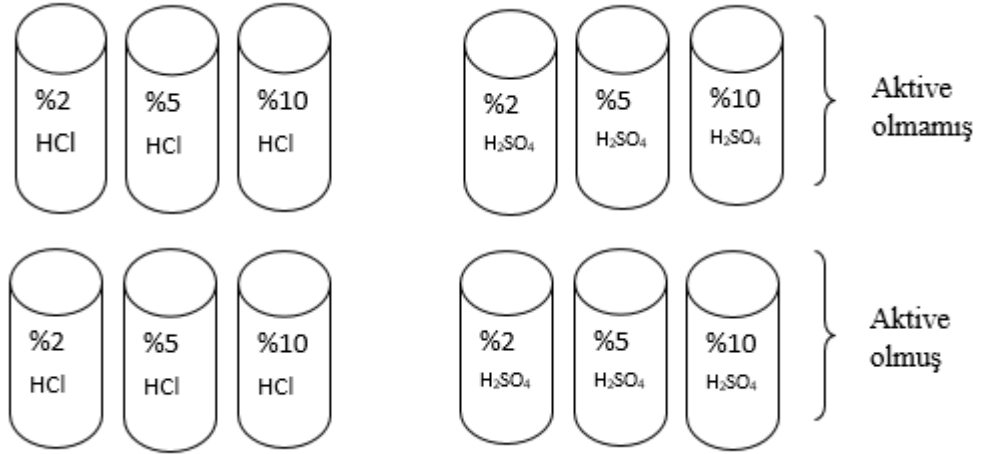 %2 %5 %10 %2 %5 %10 Aktive
HCl HCl HCl H₂SO₄ H₂SO₄ H₂SO₄ olmamış
%2 %5 %10 %2 %5 %10 Aktive
HCl HCl HCl H₂SO₄ H₂SO₄ H₂SO₄ olmuş